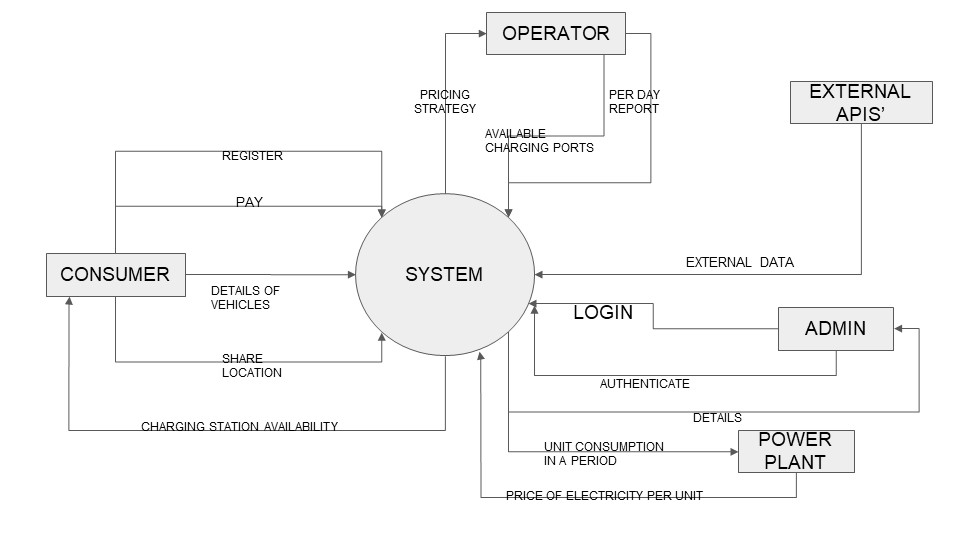 OPERATOR
EXTERNAL
APIS’
PRICING
STRATEGY
PER DAY
REPORT
AVAILABLE
CHARGING PORTS
REGISTER
PAY
CONSUMER
SYSTEM
EXTERNAL DATA
DETAILS OF
VEHICLES
LOGIN
ADMIN
SHARE
LOCATION
AUTHENTICATE
DETAILS
CHARGING STATION AVAILABILITY
UNIT CONSUMPTION
IN A PERIOD
POWER
PLANT
PRICE OF ELECTRICITY PER UNIT